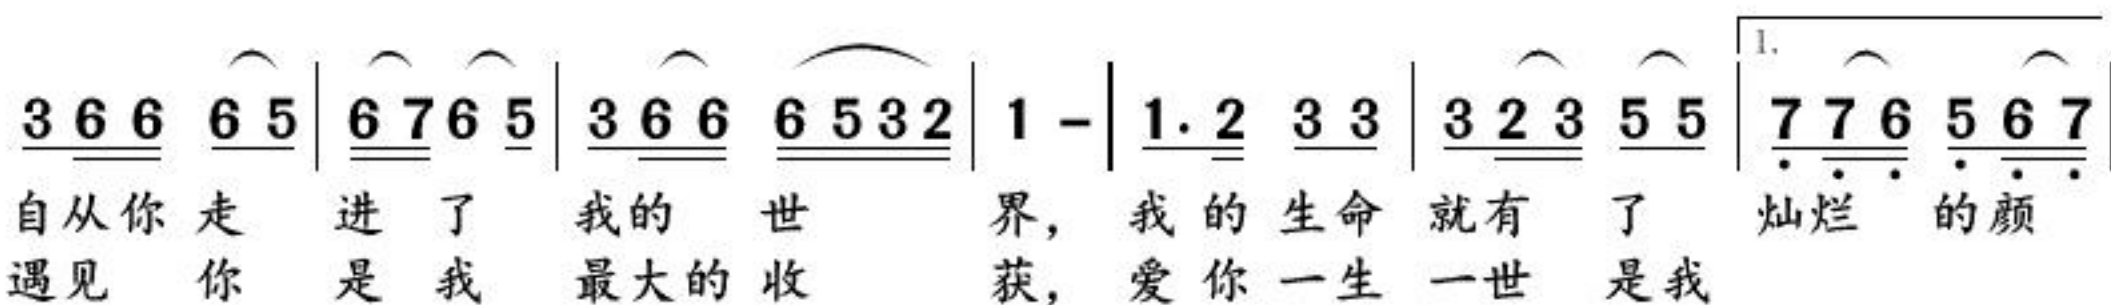 1.
3 6 6 6 5 | 6 7 6 5 | 3 6 6 6 5 3 2 | 1 – | 1 · 2 3 3 | 3 2 3 5 5 | 7 7 6 5 6 7 |
自从你 走 进 了 我的 世 界， 我 的 生命 就有 了 灿烂 的颜
遇见 你 是 我 最大的 收 获， 爱 你 一生 一世 是我